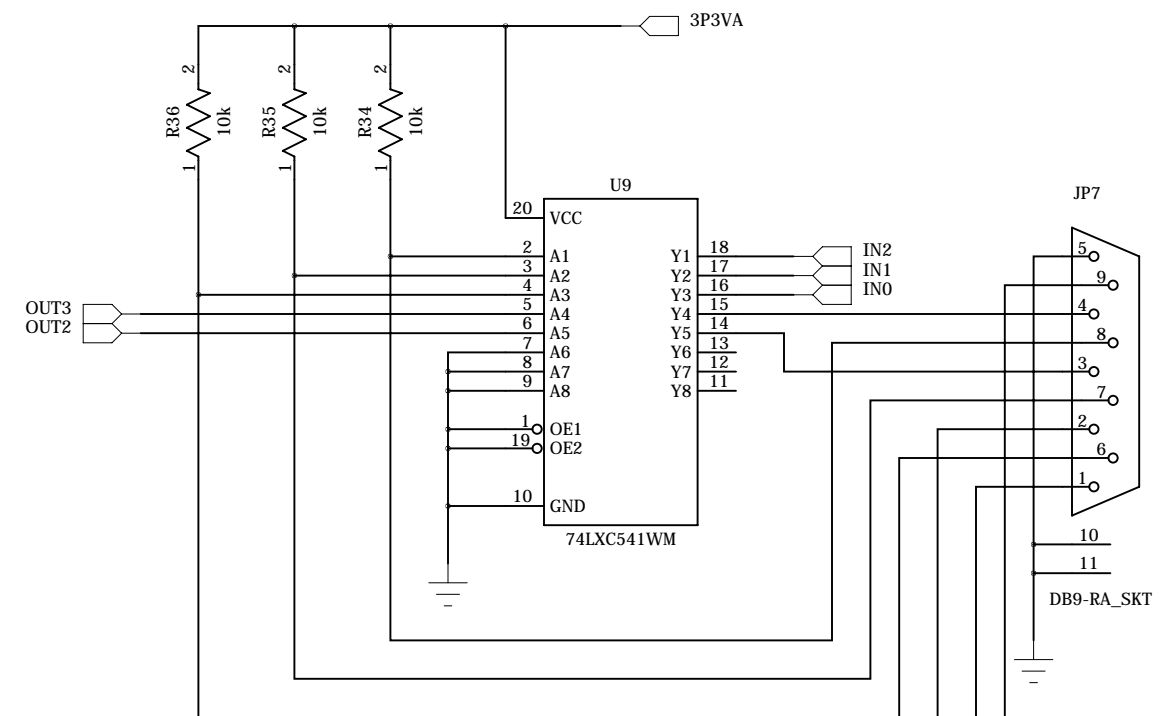 3P3VA
2 2 2
R36 10k R35 10k R34 10k
1 1 1
U9
JP7
20 VCC
2 A1 Y1 18 IN2
3 A2 Y2 17 IN1
4 A3 Y3 16 IN0
OUT3 5 A4 Y4 15
OUT2 6 A5 Y5 14
7 A6 Y6 13
8 A7 Y7 12
9 A8 Y8 11
1 OE1
19 OE2
10 GND
74LXC541WM
5
9
4
8
3
7
2
6
1
10
11
DB9-RA_SKT